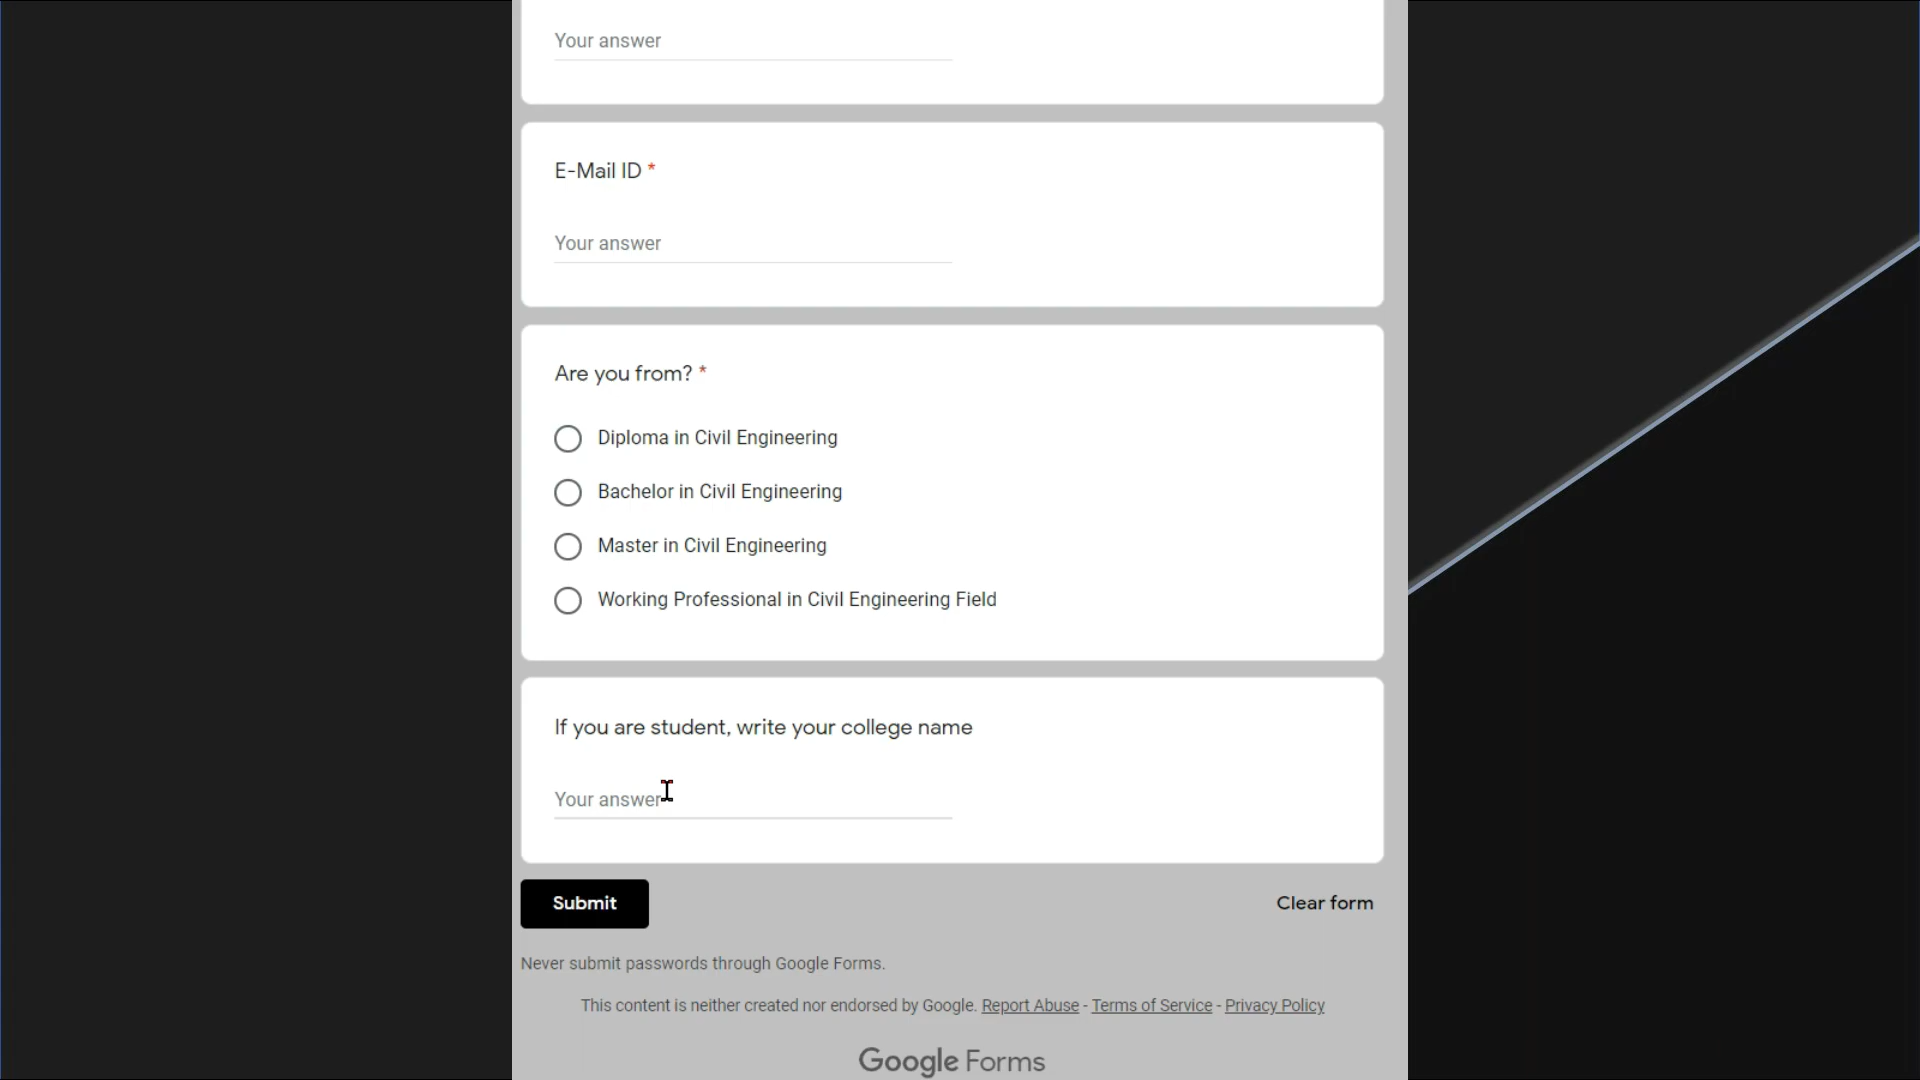 Your answer
E-Mail ID *
Your answer
Are you from? *
Diploma in Civil Engineering
Bachelor in Civil Engineering
Master in Civil Engineering
Working Professional in Civil Engineering Field
If you are student, write your college name
Your answer
Submit
Clear form
Never submit passwords through Google Forms.
This content is neither created nor endorsed by Google. Report Abuse - Terms of Service - Privacy Policy
Google Forms